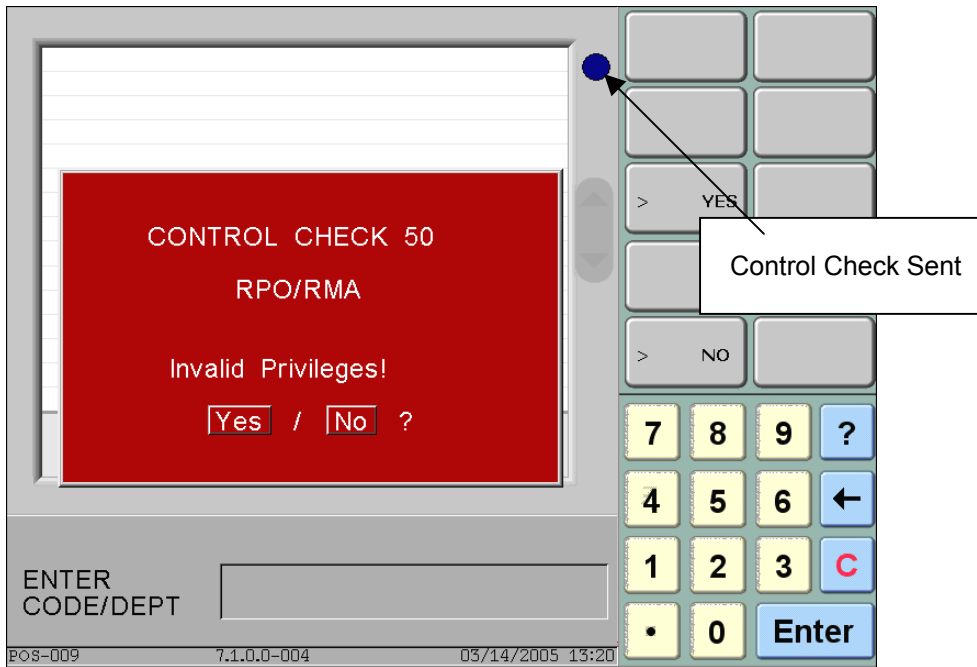 CONTROL CHECK 50
RPO/RMA
Invalid Privileges!
Yes / No ?
> YES
Control Check Sent
> NO
7 8 9 ?
4 5 6 ←
1 2 3 C
. 0 Enter
ENTER
CODE/DEPT
POS-009 7.1.0.0-004 03/14/2005 13:20